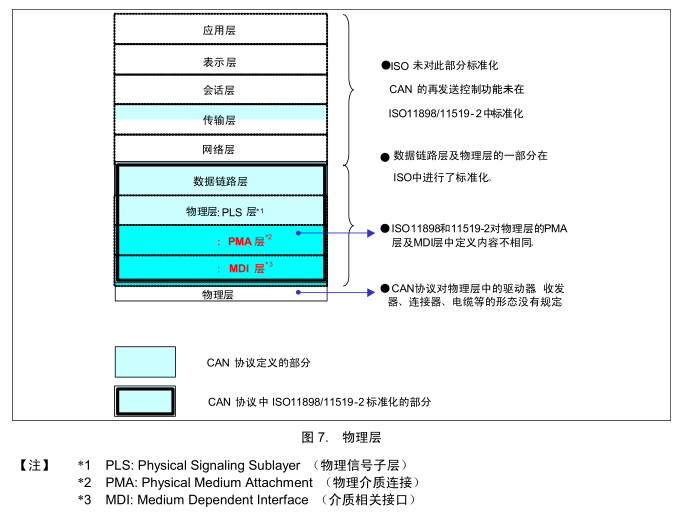 应用层
表示层
会话层
传输层
网络层
数据链路层
物理层: PLS 层*1
: PMA 层*2
: MDI 层*3
物理层
●ISO 未对此部分标准化
CAN 的再发送控制功能未在
ISO11898/11519-2中标准化
● 数据链路层及物理层的一部分在
ISO中进行了标准化.
●ISO11898和11519-2对物理层的PMA
层及MDI层中定义内容不相同.
●CAN协议对物理层中的驱动器 收发
器、连接器、电缆等的形态没有规定
CAN 协议定义的部分
CAN 协议中 ISO11898/11519-2标准化的部分
图 7. 物理层
【注】 *1 PLS: Physical Signaling Sublayer （物理信号子层）
*2 PMA: Physical Medium Attachment （物理介质连接）
*3 MDI: Medium Dependent Interface （介质相关接口）